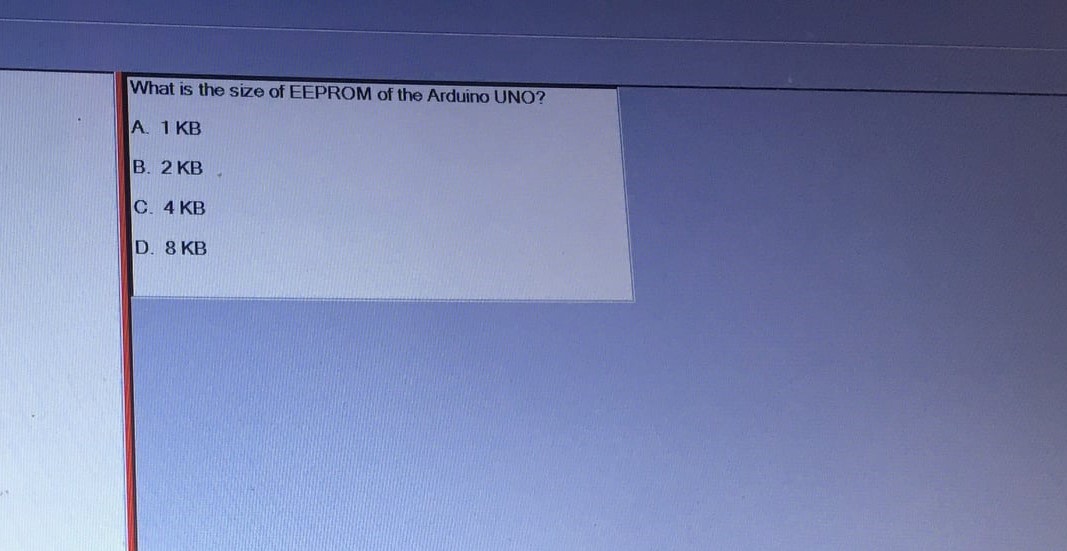 What is the size of EEPROM of the Arduino UNO?
A. 1 KB
B. 2 KB
C. 4 KB
D. 8 KB